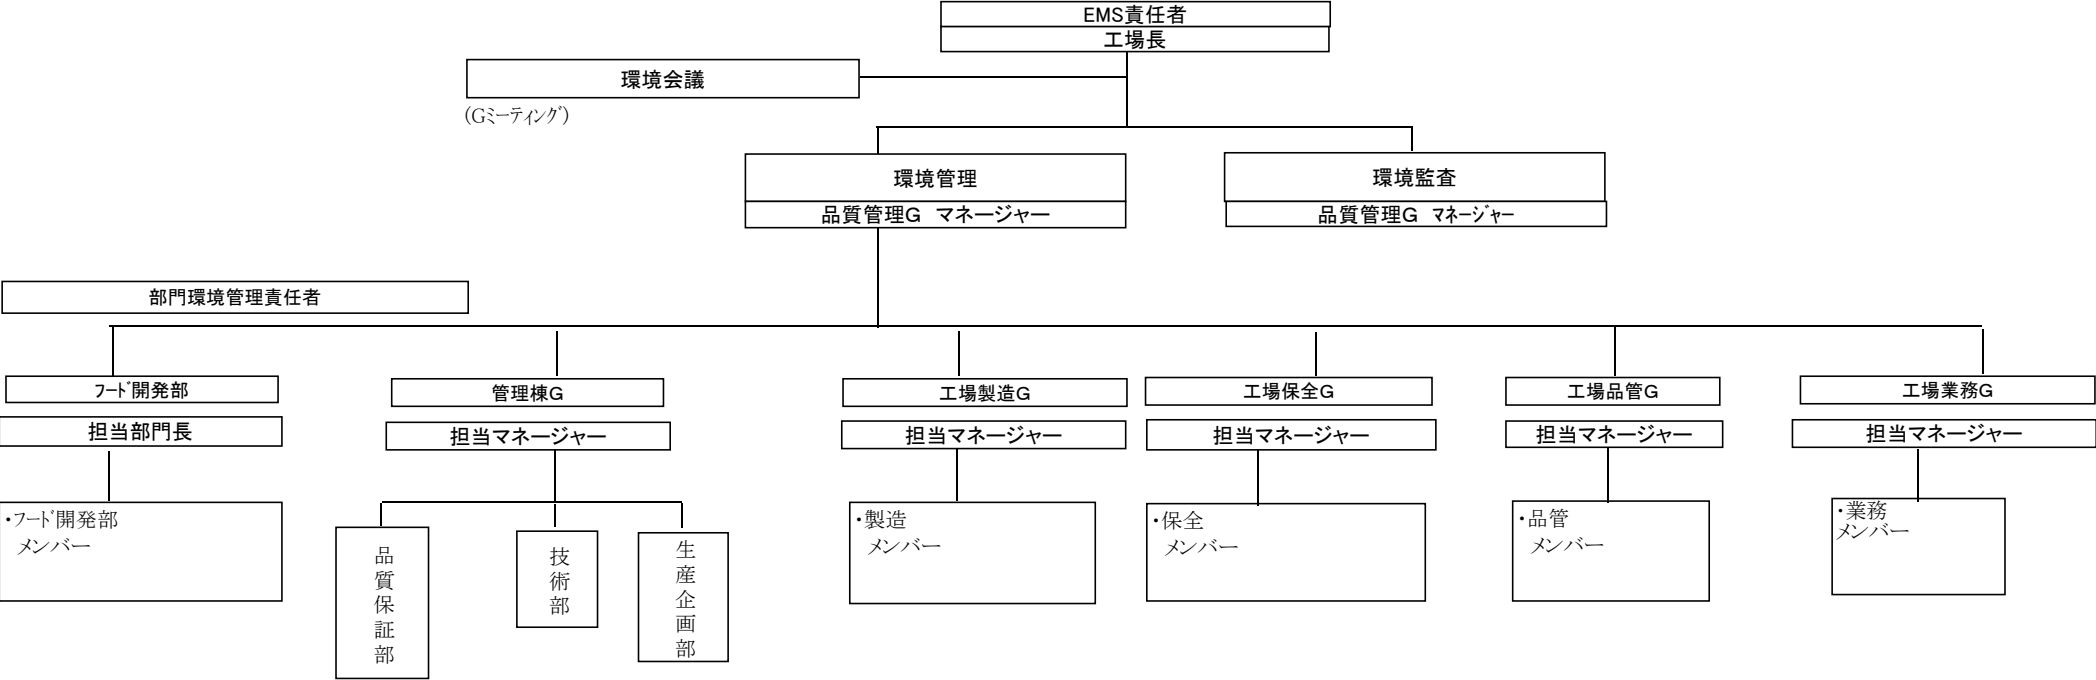 EMS責任者
工場長
環境会議
(Gﾐｰﾃｨﾝｸﾞ)
環境管理
品質管理G　マネージャー
環境監査
品質管理G　ﾏﾈｰｼﾞｬｰ
部門環境管理責任者
ﾌｰﾄﾞ開発部
担当部門長
管理棟G
担当マネージャー
工場製造G
担当マネージャー
工場保全G
担当マネージャー
工場品管G
担当マネージャー
工場業務G
担当マネージャー
・ﾌｰﾄﾞ開発部
メンバー
品質保証部
技術部
生産企画部
・製造
メンバー
・保全
メンバー
・品管
メンバー
・業務
メンバー